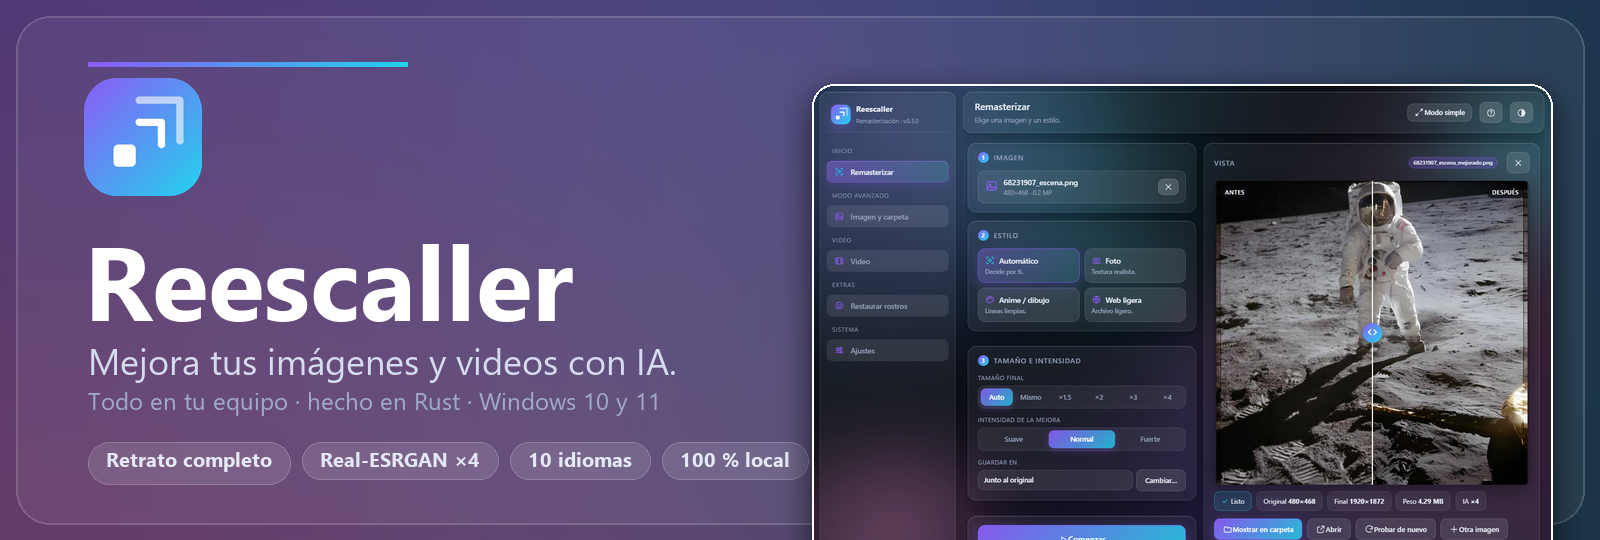 Reescaller
Mejora tus imágenes y videos con IA.
Todo en tu equipo · hecho en Rust · Windows 10 y 11
Retrato completo
Real-ESRGAN ×4
10 idiomas
100 % local
Reescaller
Remasterización · v0.3.0
INICIO
Remasterizar
MODO AVANZADO
Imagen y carpeta
VIDEO
Video
EXTRAS
Restaurar rostros
SISTEMA
Ajustes
Remasterizar
Elige una imagen y un estilo.
Modo simple
1 IMAGEN
68231907_escena.png
480×468 · 0.2 MP
2 ESTILO
Automático
Decide por ti.
Foto
Textura realista.
Anime / dibujo
Líneas limpias.
Web ligera
Archivo ligero.
3 TAMAÑO E INTENSIDAD
TAMAÑO FINAL
Auto Mismo ×1.5 ×2 ×3 ×4
INTENSIDAD DE LA MEJORA
Suave Normal Fuerte
GUARDAR EN
Junto al original
Cambiar...
Comenzar
VISTA
68231907_escena_mejorado.png
ANTES
DESPUÉS
Listo
Original 480×468
Final 1920×1872
Peso 4.29 MB
IA ×4
Mostrar en carpeta
Abrir
Probar de nuevo
Otra imagen